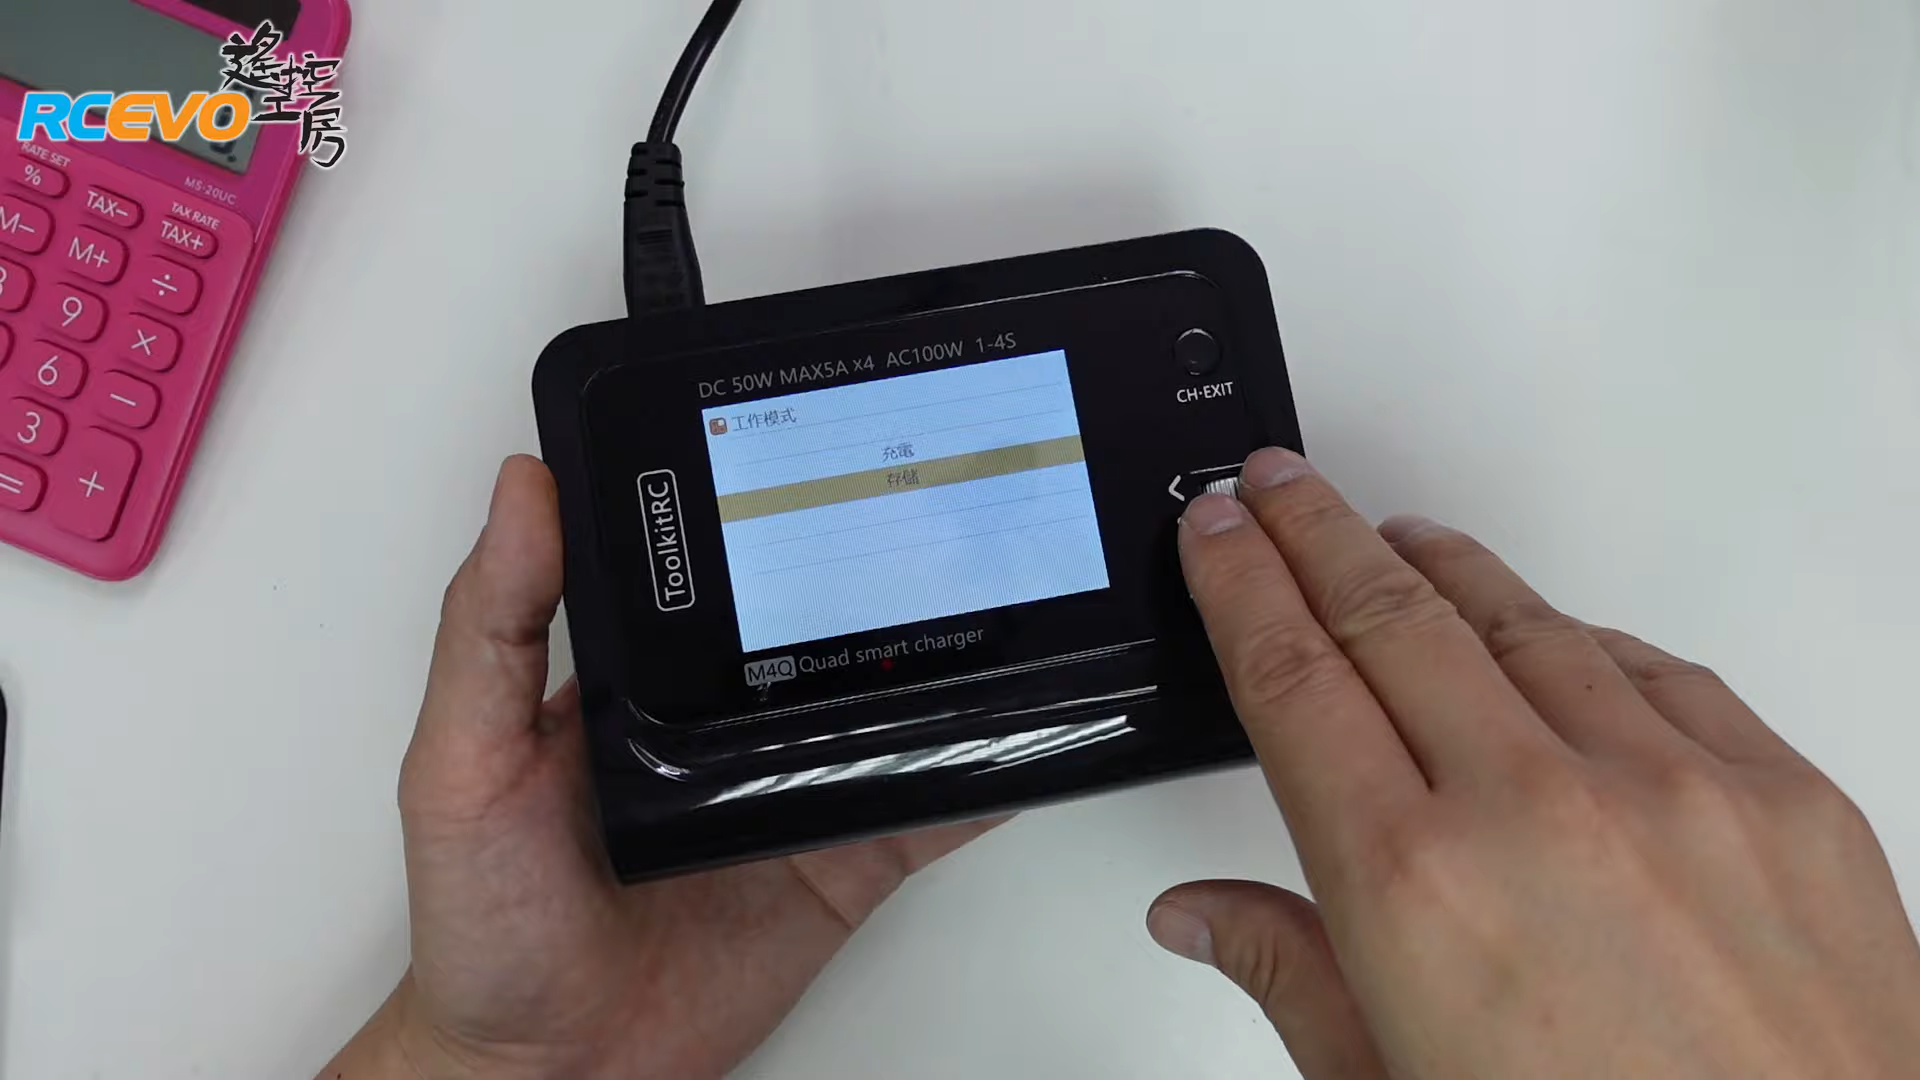 RCEVO
遙控工房
RATE SET
%
MS-20UC
TAX−
TAX RATE
TAX+
M−
M+
÷
9
×
6
−
3
=
+
DC 50W MAX5A x4 AC100W 1-4S
CH·EXIT
工作模式
充電
存儲
<
ToolkitRC
M4Q Quad smart charger